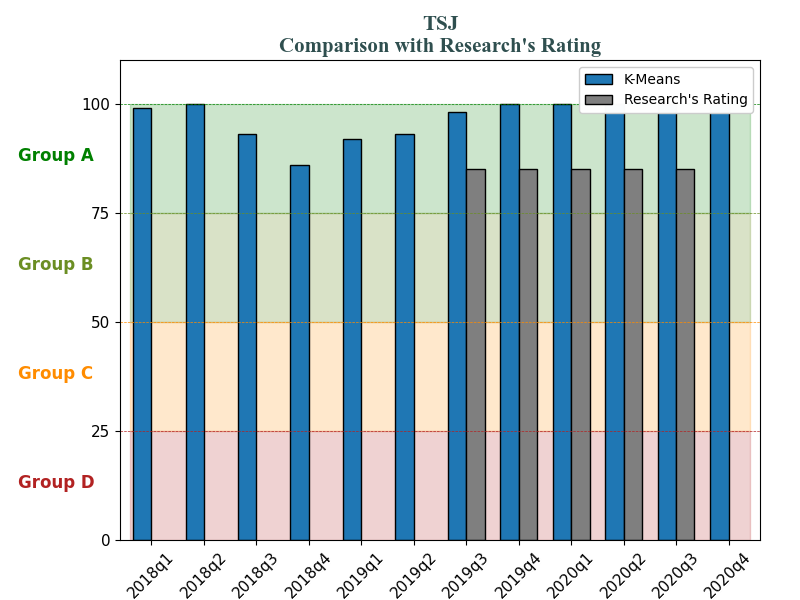 TSJ
Comparison with Research's Rating
K-Means
Research's Rating
100
Group A
75
Group B
50
Group C
25
Group D
0
2018q1
2018q2
2018q3
2018q4
2019q1
2019q2
2019q3
2019q4
2020q1
2020q2
2020q3
2020q4